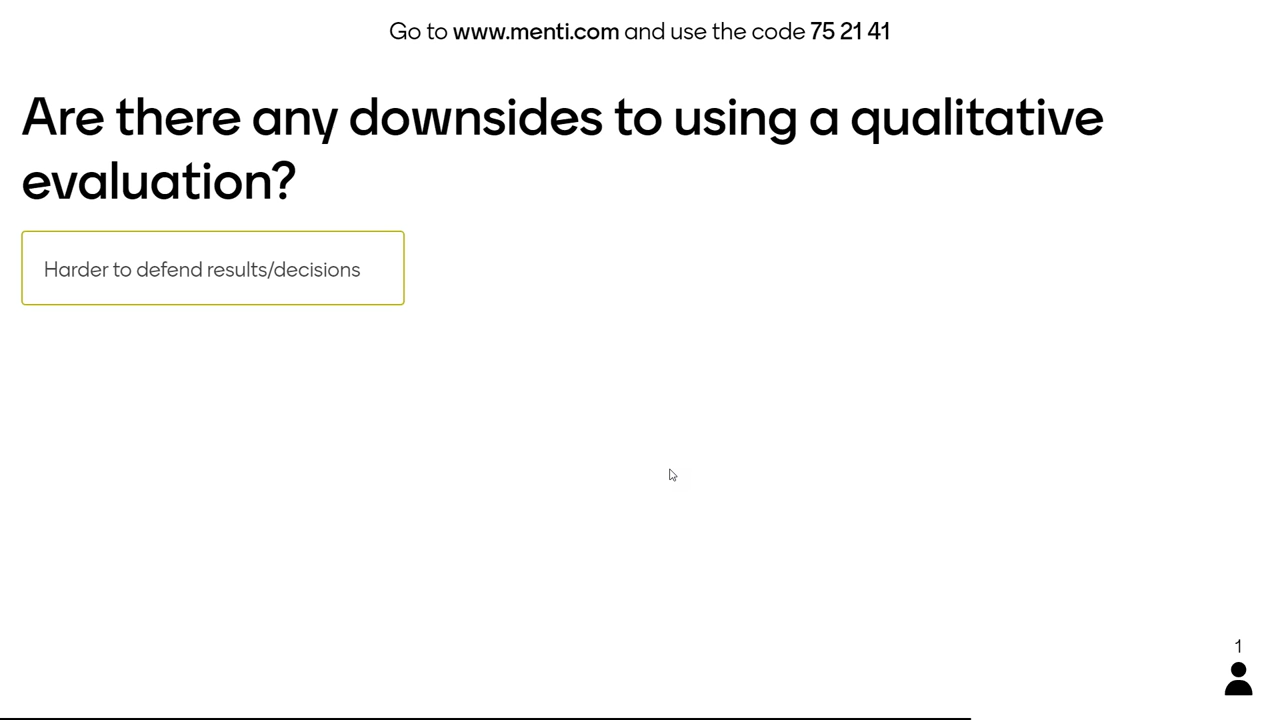 Go to www.menti.com and use the code 75 21 41
Are there any downsides to using a qualitative
evaluation?
Harder to defend results/decisions
1